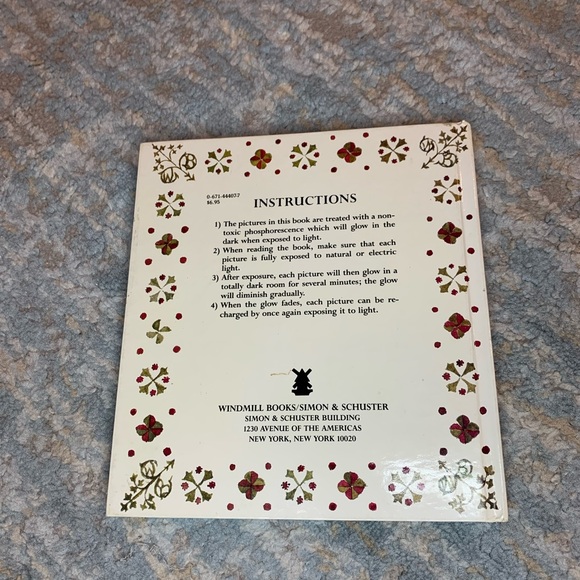 0-671-44407-7
$6.95
INSTRUCTIONS
1) The pictures in this book are treated with a non-
toxic phosphorescence which will glow in the
dark when exposed to light.
2) When reading the book, make sure that each
picture is fully exposed to natural or electric
light.
3) After exposure, each picture will then glow in a
totally dark room for several minutes; the glow
will diminish gradually.
4) When the glow fades, each picture can be re-
charged by once again exposing it to light.
WINDMILL BOOKS/SIMON & SCHUSTER
SIMON & SCHUSTER BUILDING
1230 AVENUE OF THE AMERICAS
NEW YORK, NEW YORK 10020